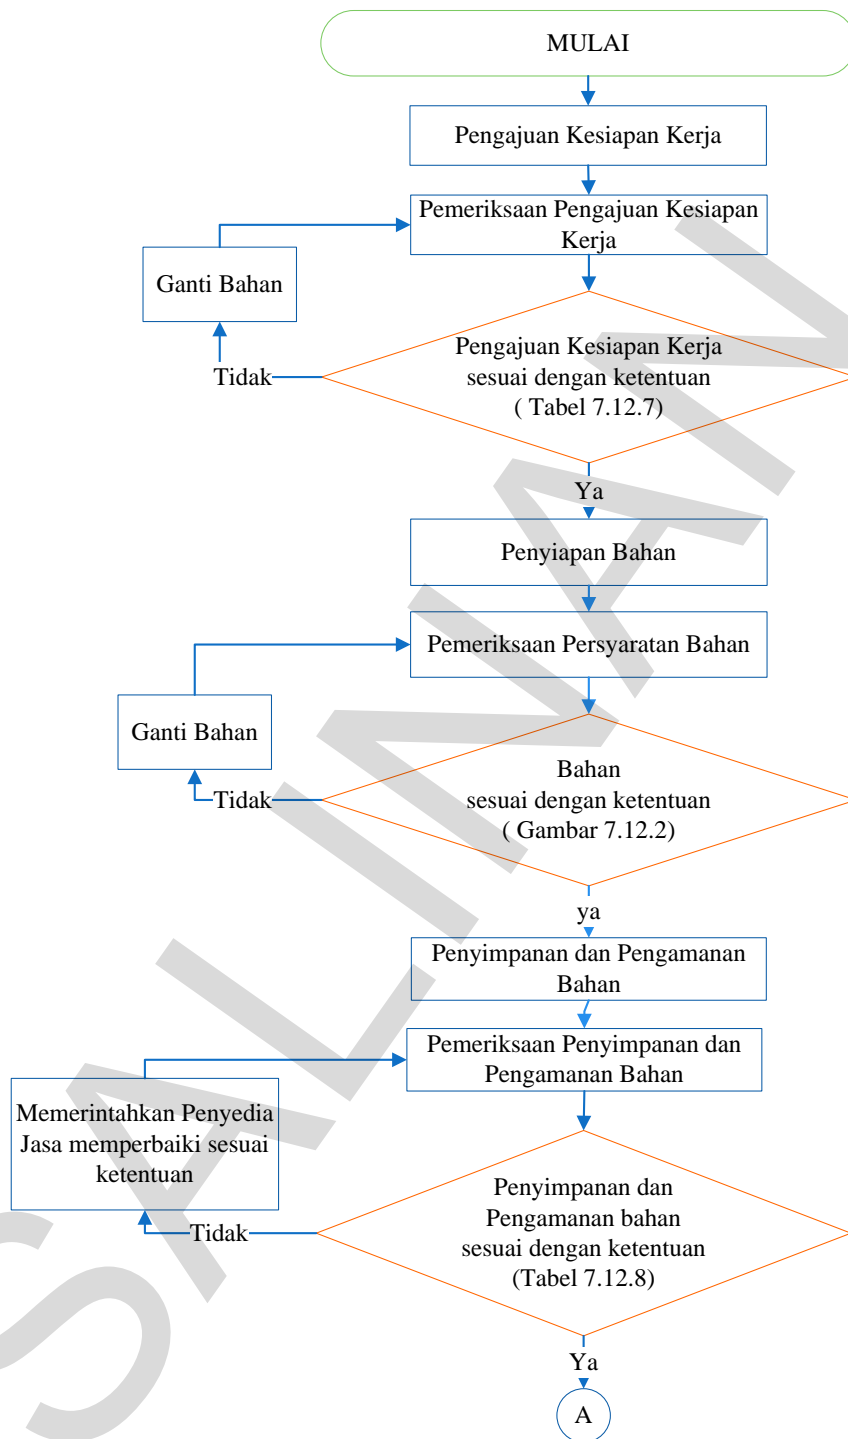 MULAI
Pengajuan Kesiapan Kerja
Pemeriksaan Pengajuan Kesiapan
Kerja
Ganti Bahan
Pengajuan Kesiapan Kerja
sesuai dengan ketentuan
( Tabel 7.12.7)
Tidak
Ya
Penyiapan Bahan
Pemeriksaan Persyaratan Bahan
Ganti Bahan
Bahan
sesuai dengan ketentuan
( Gambar 7.12.2)
Tidak
ya
Penyimpanan dan Pengamanan
Bahan
Pemeriksaan Penyimpanan dan
Pengamanan Bahan
Memerintahkan Penyedia
Jasa memperbaiki sesuai
ketentuan
Penyimpanan dan
Pengamanan bahan
sesuai dengan ketentuan
(Tabel 7.12.8)
Tidak
Ya
A
SALINAN